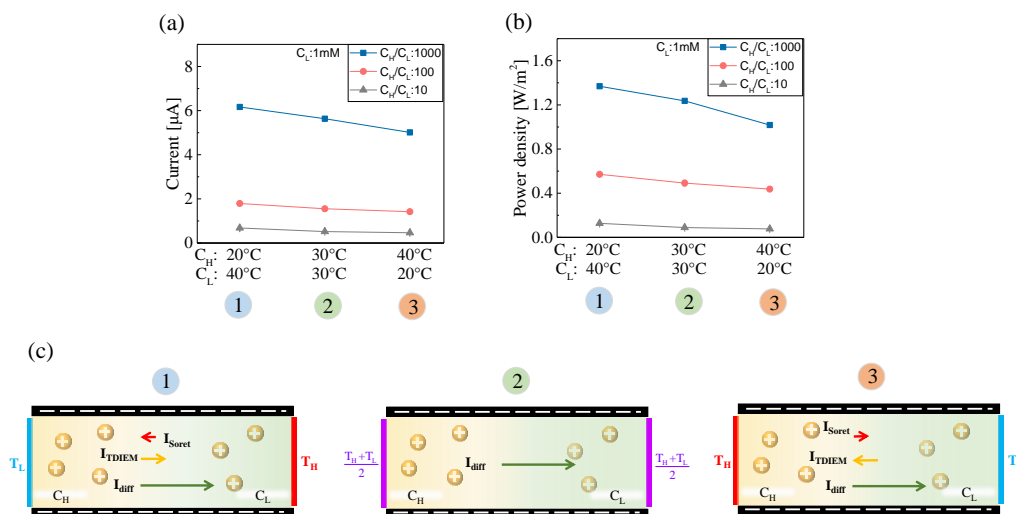 (a)
(b)
Current [µA]
8
6
4
2
0
C_L:1mM
C_H/C_L:1000
C_H/C_L:100
C_H/C_L:10
C_H: 20°C 30°C 40°C
C_L: 40°C 30°C 20°C
1 2 3
Power density [W/m²]
1.6
1.2
0.8
0.4
0.0
C_L:1mM
C_H/C_L:1000
C_H/C_L:100
C_H/C_L:10
C_H: 20°C 30°C 40°C
C_L: 40°C 30°C 20°C
1 2 3
(c)
1
T_L
I_Soret
I_TDIEM
I_diff
C_H
C_L
T_H
2
T_H+T_L
2
I_diff
C_H
C_L
T_H+T_L
2
3
T_H
I_Soret
I_TDIEM
I_diff
C_H
C_L
T